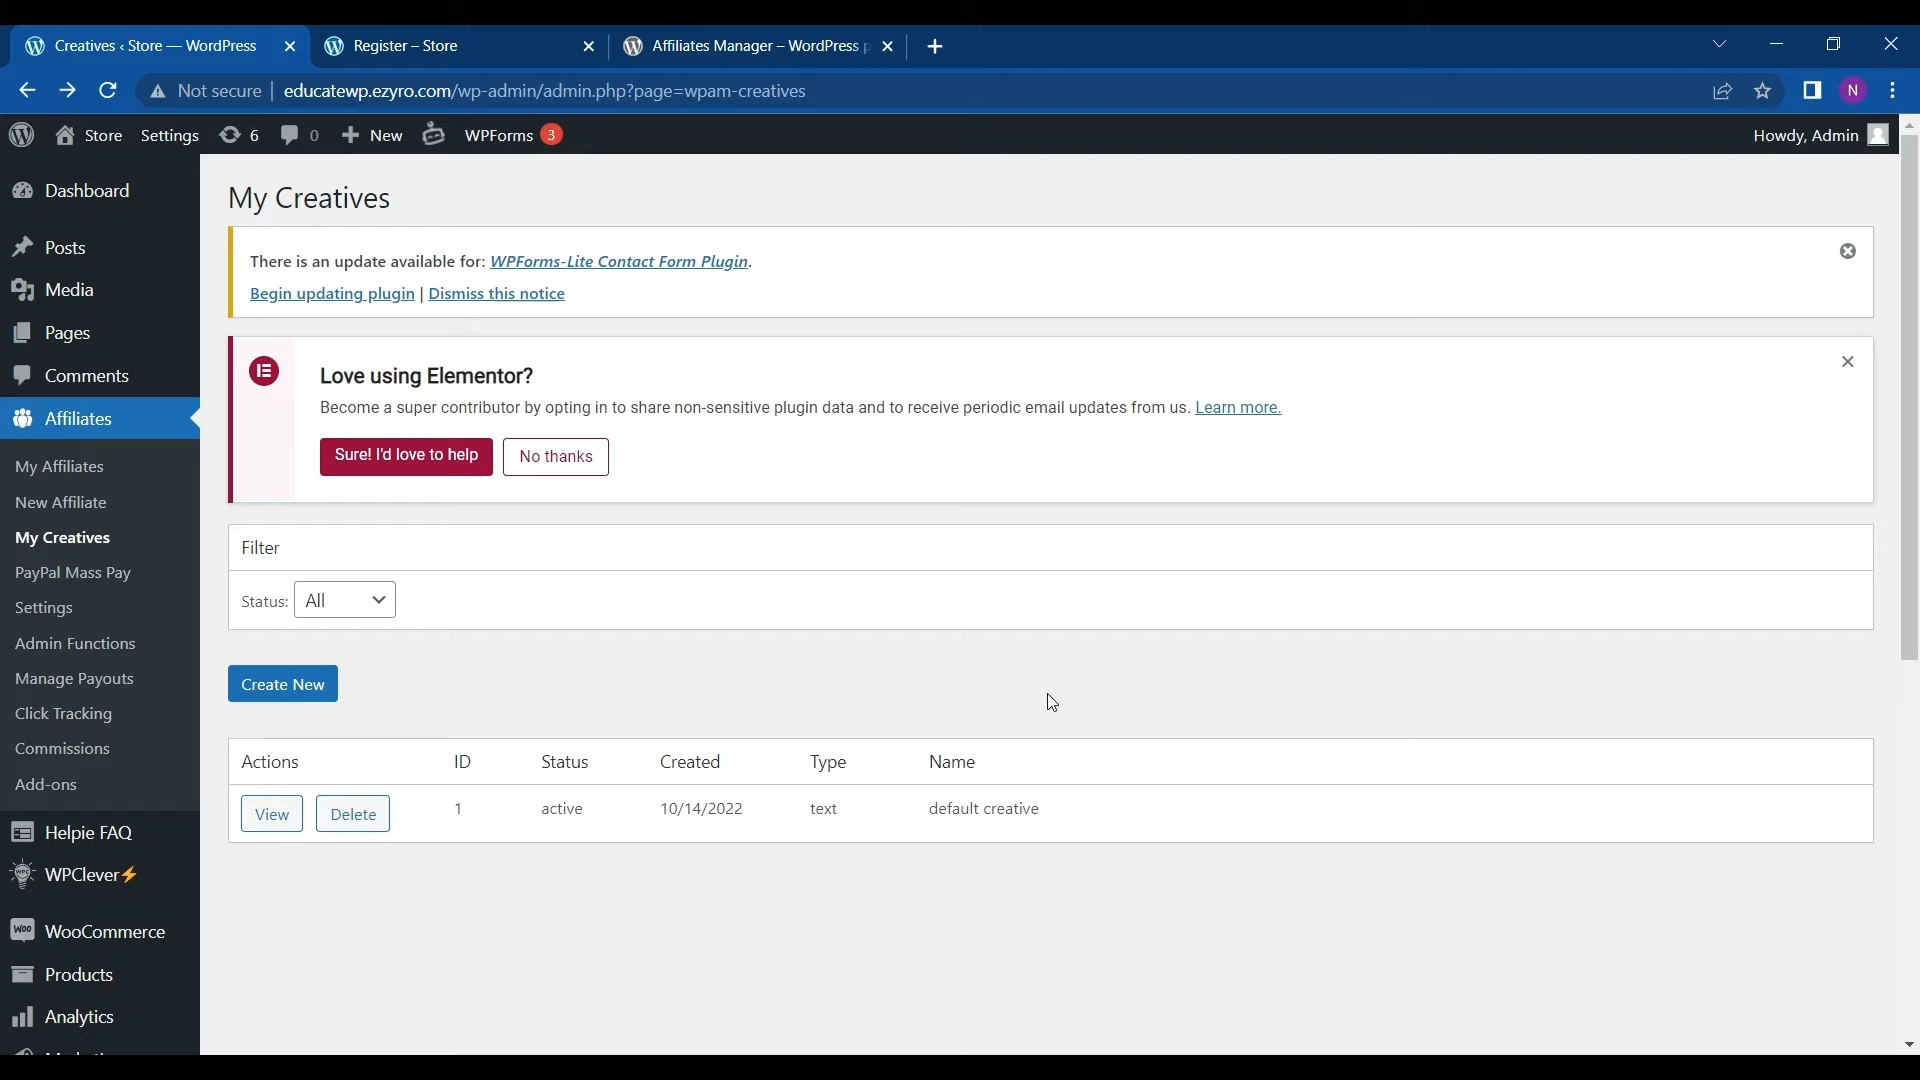 Creatives ‹ Store — WordPress
Register – Store
Affiliates Manager – WordPress
Not secure
educatewp.ezyro.com/wp-admin/admin.php?page=wpam-creatives
N
Store
Settings
6
0
New
WPForms 3
Howdy, Admin
Dashboard
Posts
Media
Pages
Comments
Affiliates
My Affiliates
New Affiliate
My Creatives
PayPal Mass Pay
Settings
Admin Functions
Manage Payouts
Click Tracking
Commissions
Add-ons
Helpie FAQ
WPClever⚡
WooCommerce
Products
Analytics
My Creatives
There is an update available for: WPForms-Lite Contact Form Plugin.
Begin updating plugin | Dismiss this notice
Love using Elementor?
Become a super contributor by opting in to share non-sensitive plugin data and to receive periodic email updates from us. Learn more.
Sure! I'd love to help
No thanks
Filter
Status: All
Create New
Actions ID Status Created Type Name
View Delete 1 active 10/14/2022 text default creative